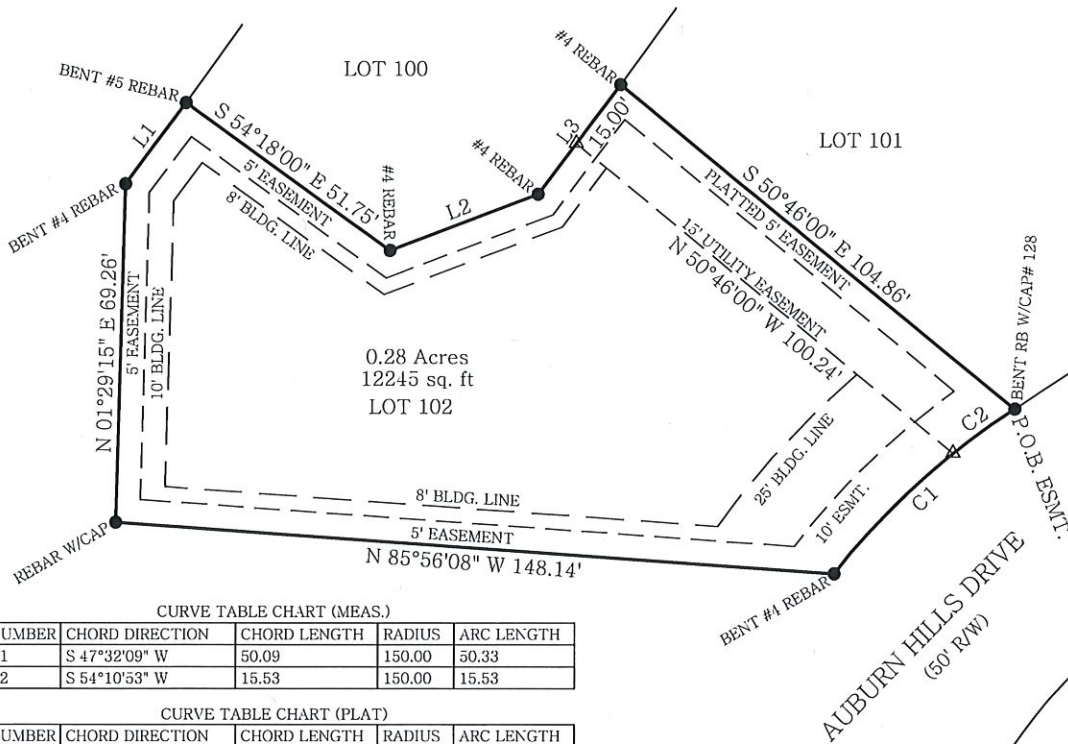 LOT 100
LOT 101
BENT #5 REBAR
#4 REBAR
L1
S 54°18'00" E 51.75'
5' EASEMENT
8' BLDG. LINE
#4 REBAR
L2
#4 REBAR
L3
15.00'
S 50°46'00" E 104.86'
PLATTED 5' EASEMENT
15' UTILITY EASEMENT
N 50°46'00" W 100.24'
BENT RB W/CAP# 128
BENT #4 REBAR
N 01°29'15" E 69.26'
5' EASEMENT
10' BLDG. LINE
0.28 Acres
12245 sq. ft
LOT 102
C2
P.O.B. ESMT.
C1
25' BLDG. LINE
10' ESMT.
8' BLDG. LINE
5' EASEMENT
N 85°56'08" W 148.14'
REBAR W/CAP
BENT #4 REBAR
AUBURN HILLS DRIVE
(50' R/W)
CURVE TABLE CHART (MEAS.)
UMBER CHORD DIRECTION CHORD LENGTH RADIUS ARC LENGTH
1 S 47°32'09" W 50.09 150.00 50.33
2 S 54°10'53" W 15.53 150.00 15.53
CURVE TABLE CHART (PLAT)
UMBER CHORD DIRECTION CHORD LENGTH RADIUS ARC LENGTH